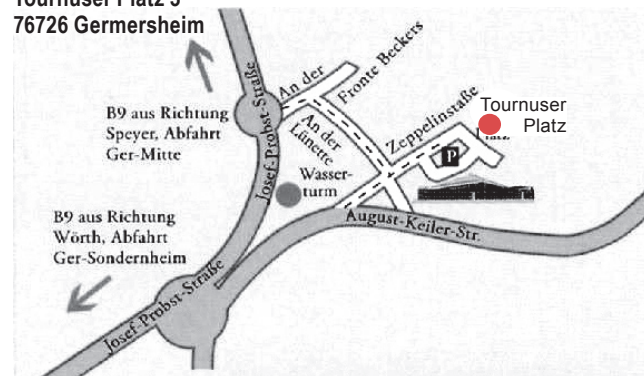 Tournuser Platz 5
76726 Germersheim
B9 aus Richtung
Speyer, Abfahrt
Ger-Mitte
Josef-Probst-Straße
An der
Fronte Beckers
An der
Lünette
Zeppelinstaße
Tournuser
Platz
P
Wasser-
turm
August-Keiler-Str.
B9 aus Richtung
Wörth, Abfahrt
Ger-Sondernheim
Josef-Probst-Straße